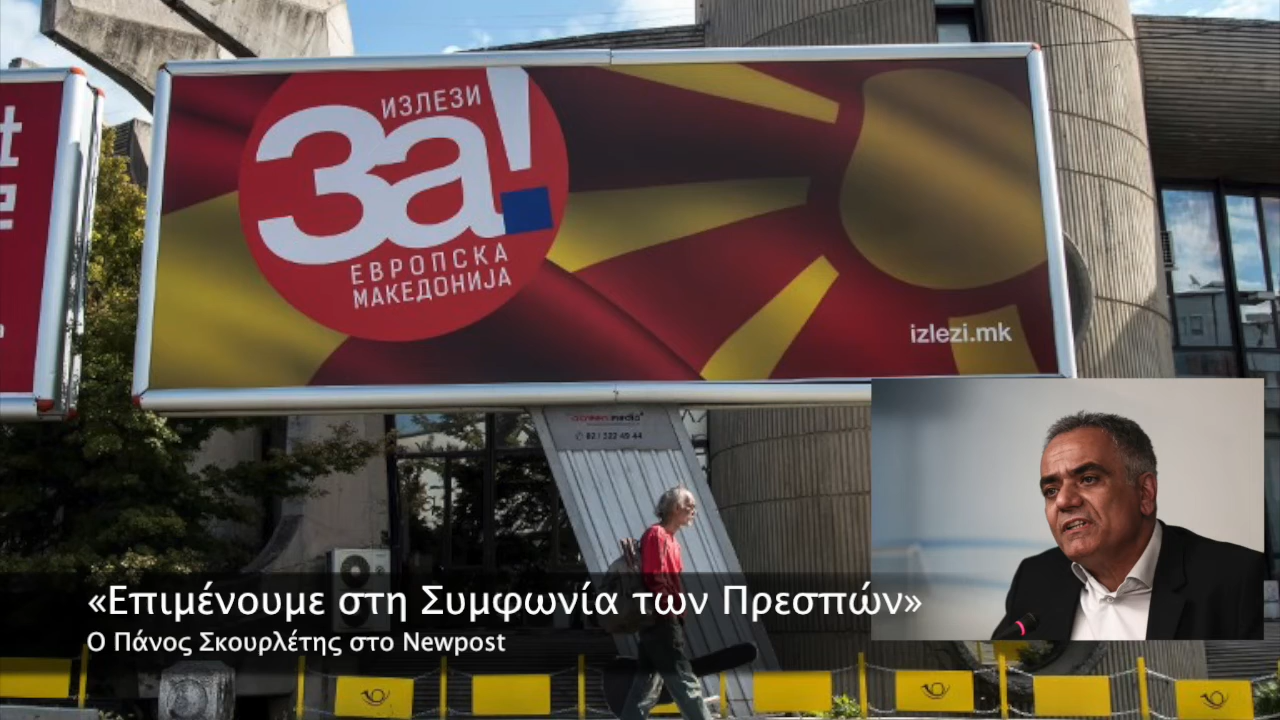 ИЗЛЕЗИ
За!
ЕВРОПСКА
МАКЕДОНИЈА
izlezi.mk
«Επιμένουμε στη Συμφωνία των Πρεσπών»
Ο Πάνος Σκουρλέτης στο Newpost